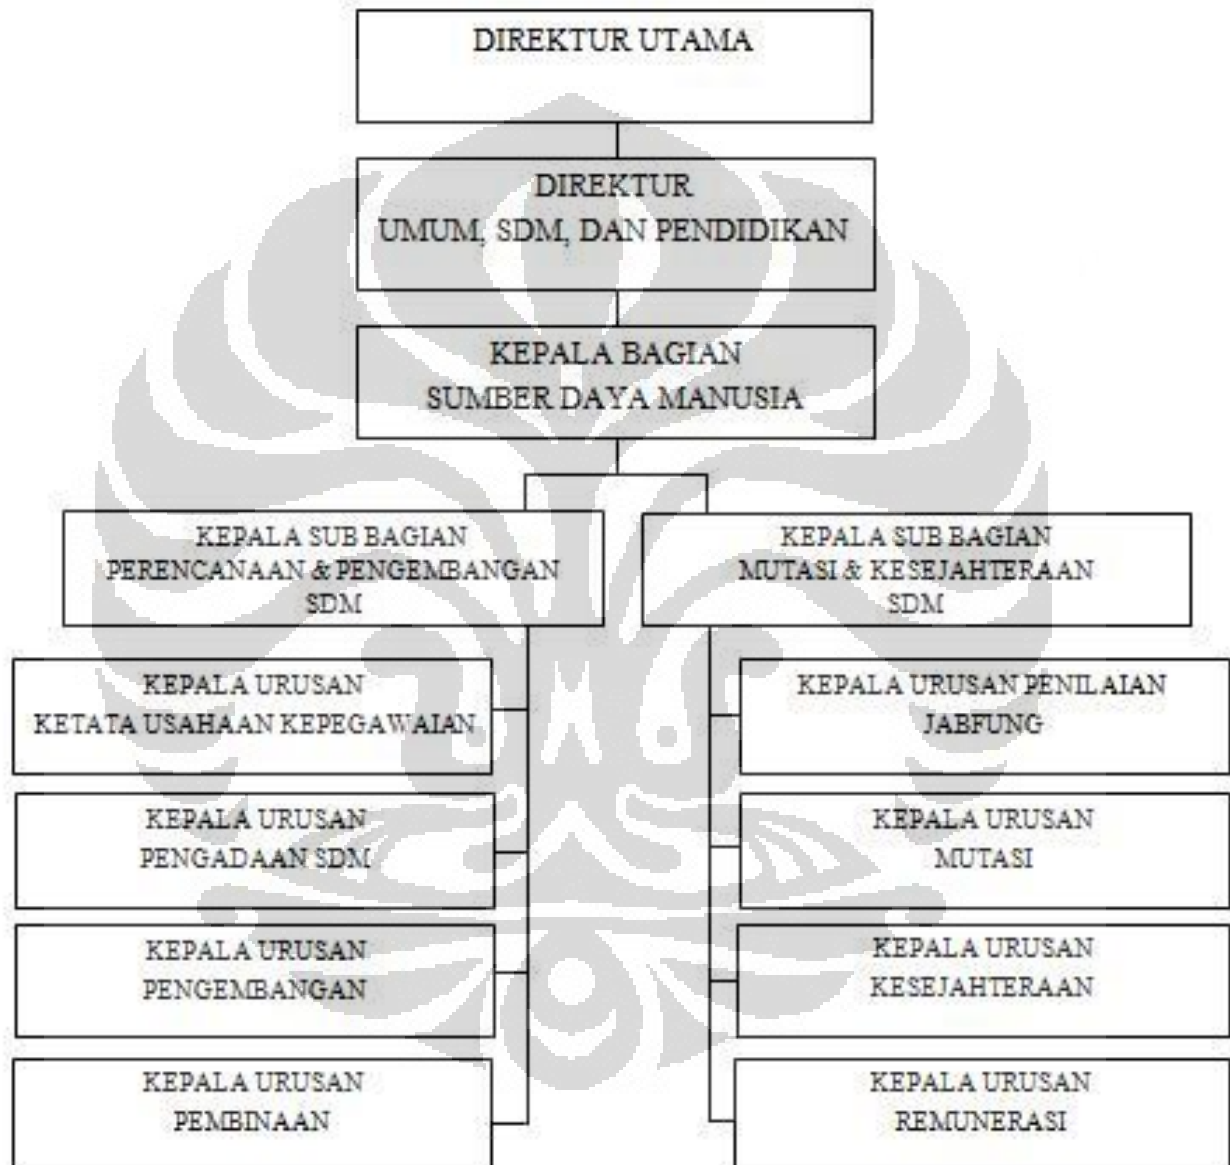 DIREKTUR UTAMA
DIREKTUR
UMUM, SDM, DAN PENDIDIKAN
KEPALA BAGIAN
SUMBER DAYA MANUSIA
KEPALA SUB BAGIAN
PERENCANAAN & PENGEMBANGAN
SDM
KEPALA SUB BAGIAN
MUTASI & KESEJAHTERAAN
SDM
KEPALA URUSAN
KETATA USAHAAN KEPEGAWAIAN
KEPALA URUSAN PENILAIAN
JABFUNG
KEPALA URUSAN
PENGADAAN SDM
KEPALA URUSAN
MUTASI
KEPALA URUSAN
PENGEMBANGAN
KEPALA URUSAN
KESEJAHTERAAN
KEPALA URUSAN
PEMBINAAN
KEPALA URUSAN
REMUNERASI